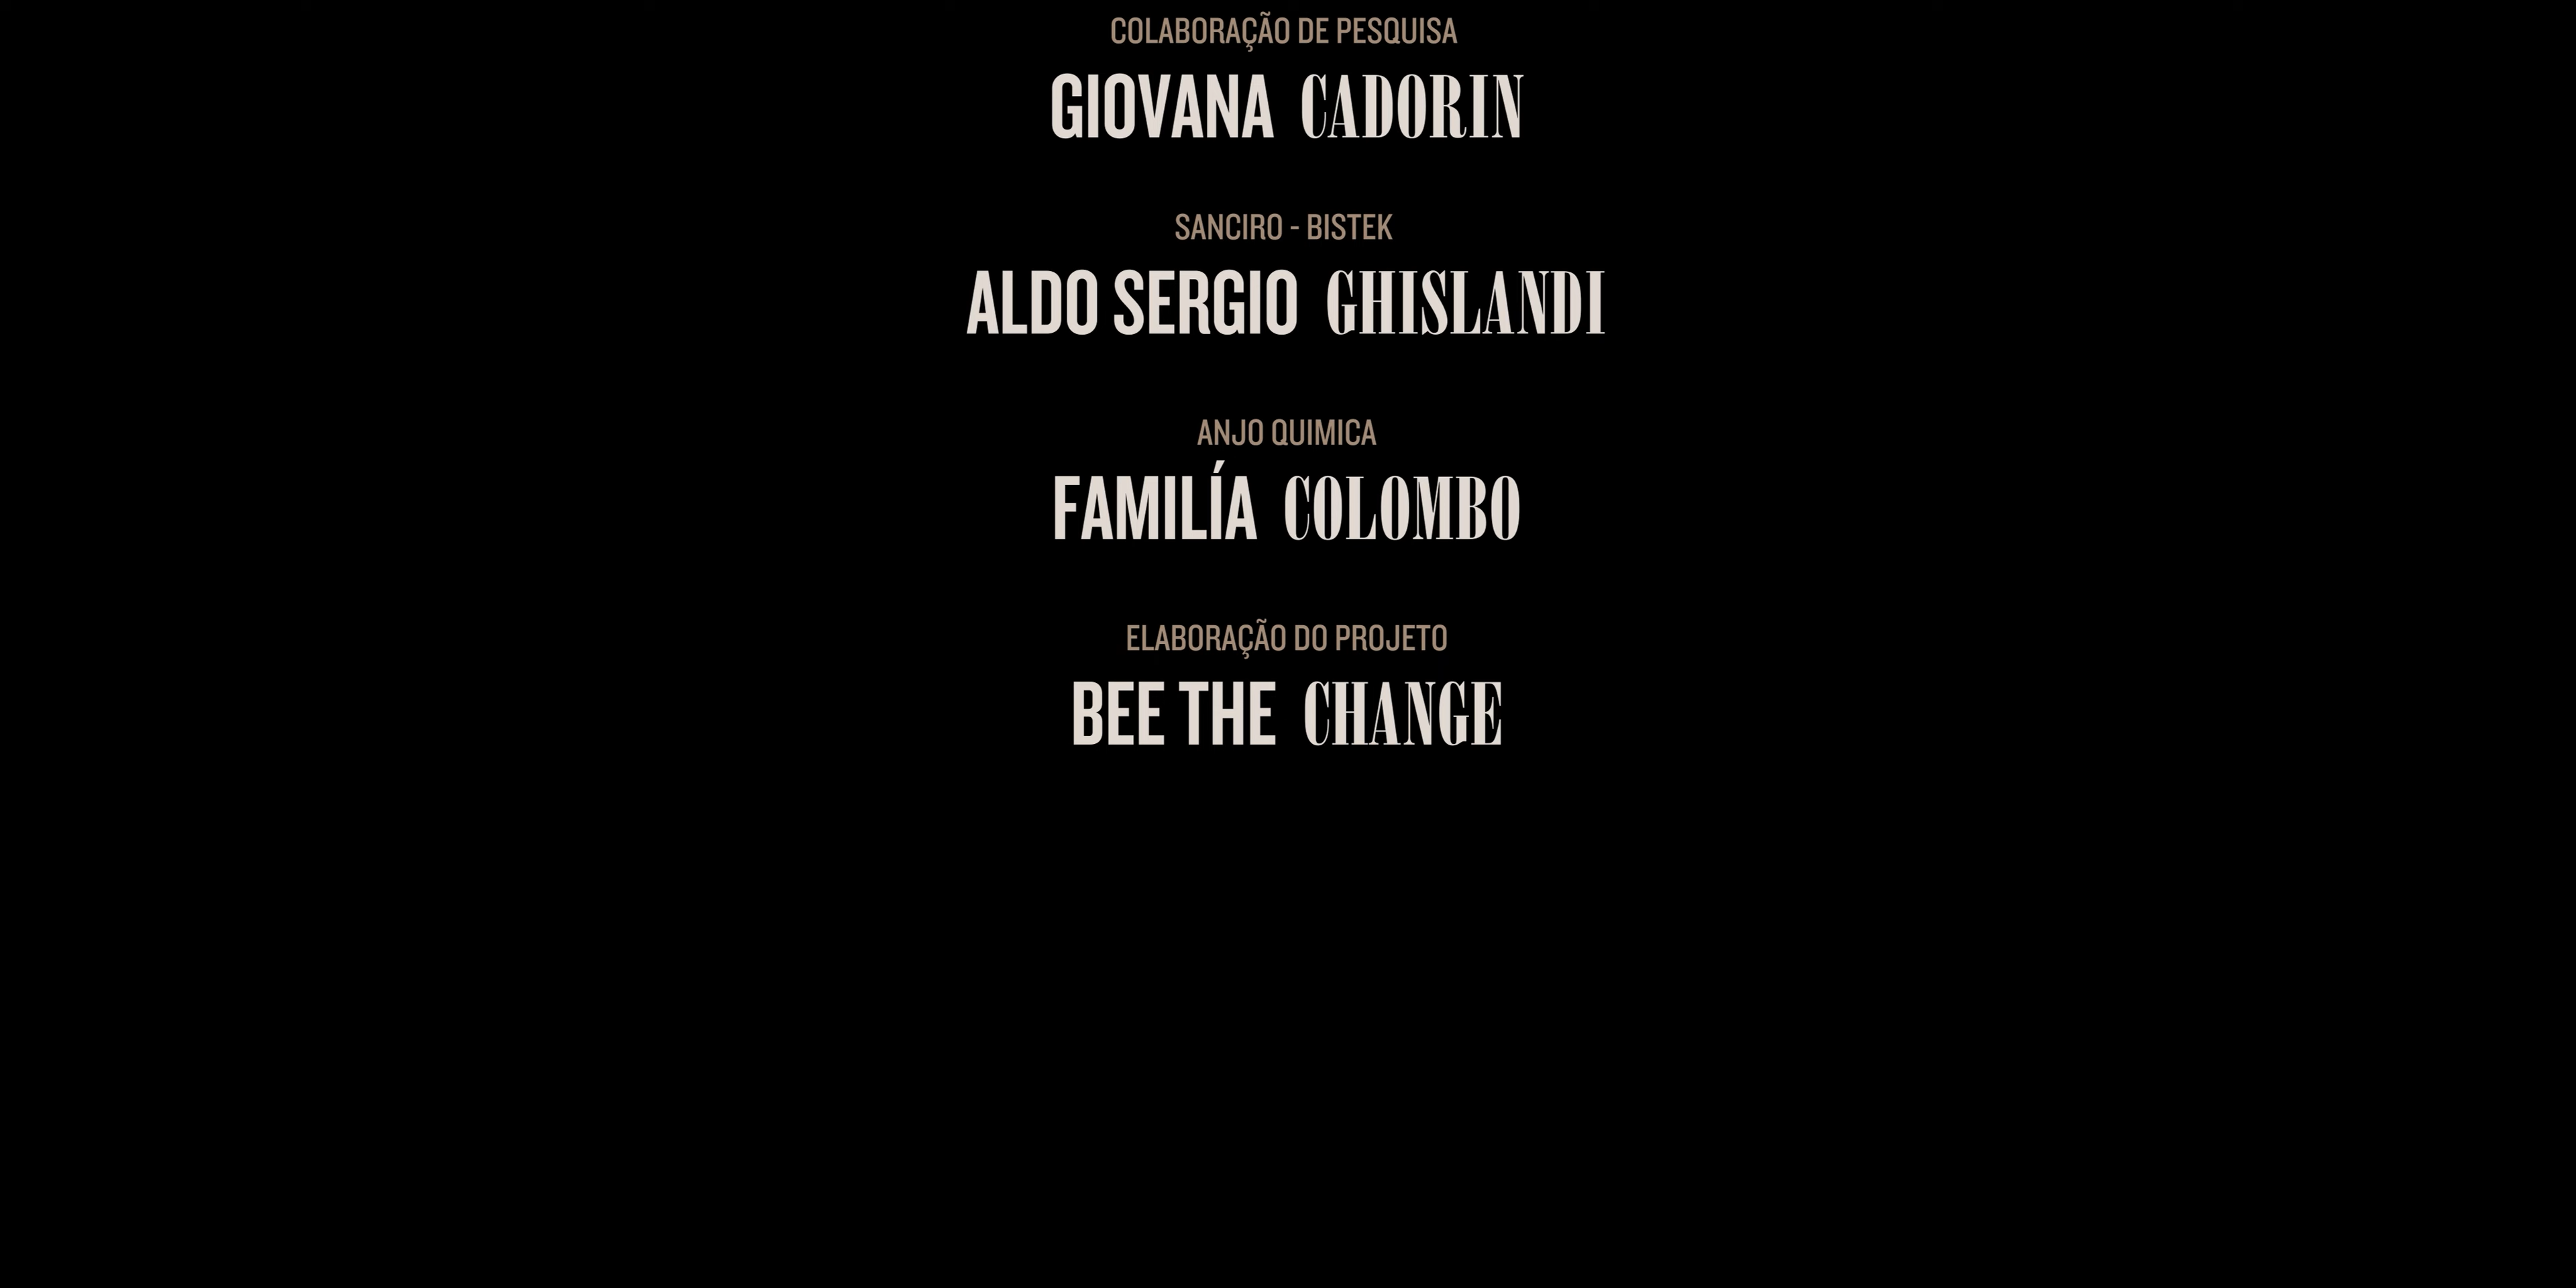 COLABORAÇÃO DE PESQUISA
GIOVANA CADORIN
SANCIRO - BISTEK
ALDO SERGIO GHISLANDI
ANJO QUIMICA
FAMILÍA COLOMBO
ELABORAÇÃO DO PROJETO
BEE THE CHANGE